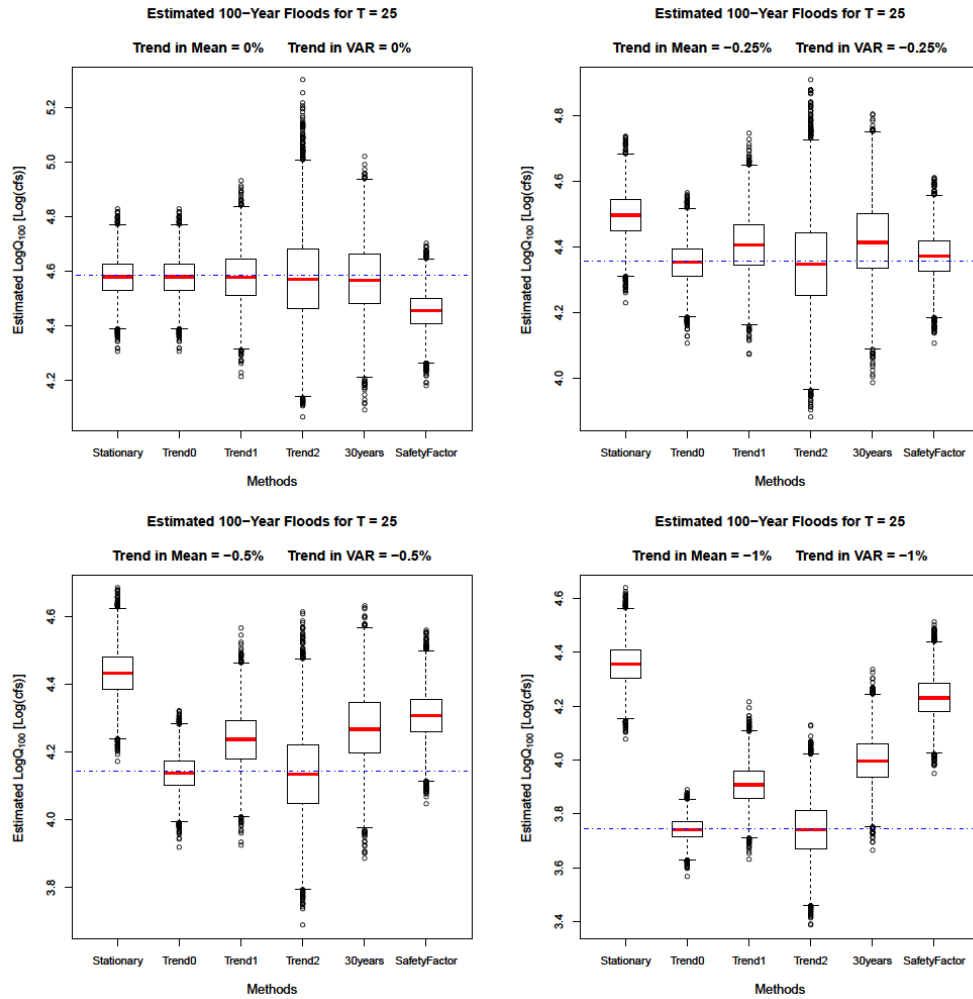 Estimated 100−Year Floods for T = 25
Trend in Mean = 0% Trend in VAR = 0%
Estimated LogQ100 [Log(cfs)]
5.2
5.0
4.8
4.6
4.4
4.2
Stationary Trend0 Trend1 Trend2 30years SafetyFactor
Methods
Estimated 100−Year Floods for T = 25
Trend in Mean = −0.25% Trend in VAR = −0.25%
Estimated LogQ100 [Log(cfs)]
4.8
4.6
4.4
4.2
4.0
Stationary Trend0 Trend1 Trend2 30years SafetyFactor
Methods
Estimated 100−Year Floods for T = 25
Trend in Mean = −0.5% Trend in VAR = −0.5%
Estimated LogQ100 [Log(cfs)]
4.6
4.4
4.2
4.0
3.8
Stationary Trend0 Trend1 Trend2 30years SafetyFactor
Methods
Estimated 100−Year Floods for T = 25
Trend in Mean = −1% Trend in VAR = −1%
Estimated LogQ100 [Log(cfs)]
4.6
4.4
4.2
4.0
3.8
3.6
3.4
Stationary Trend0 Trend1 Trend2 30years SafetyFactor
Methods